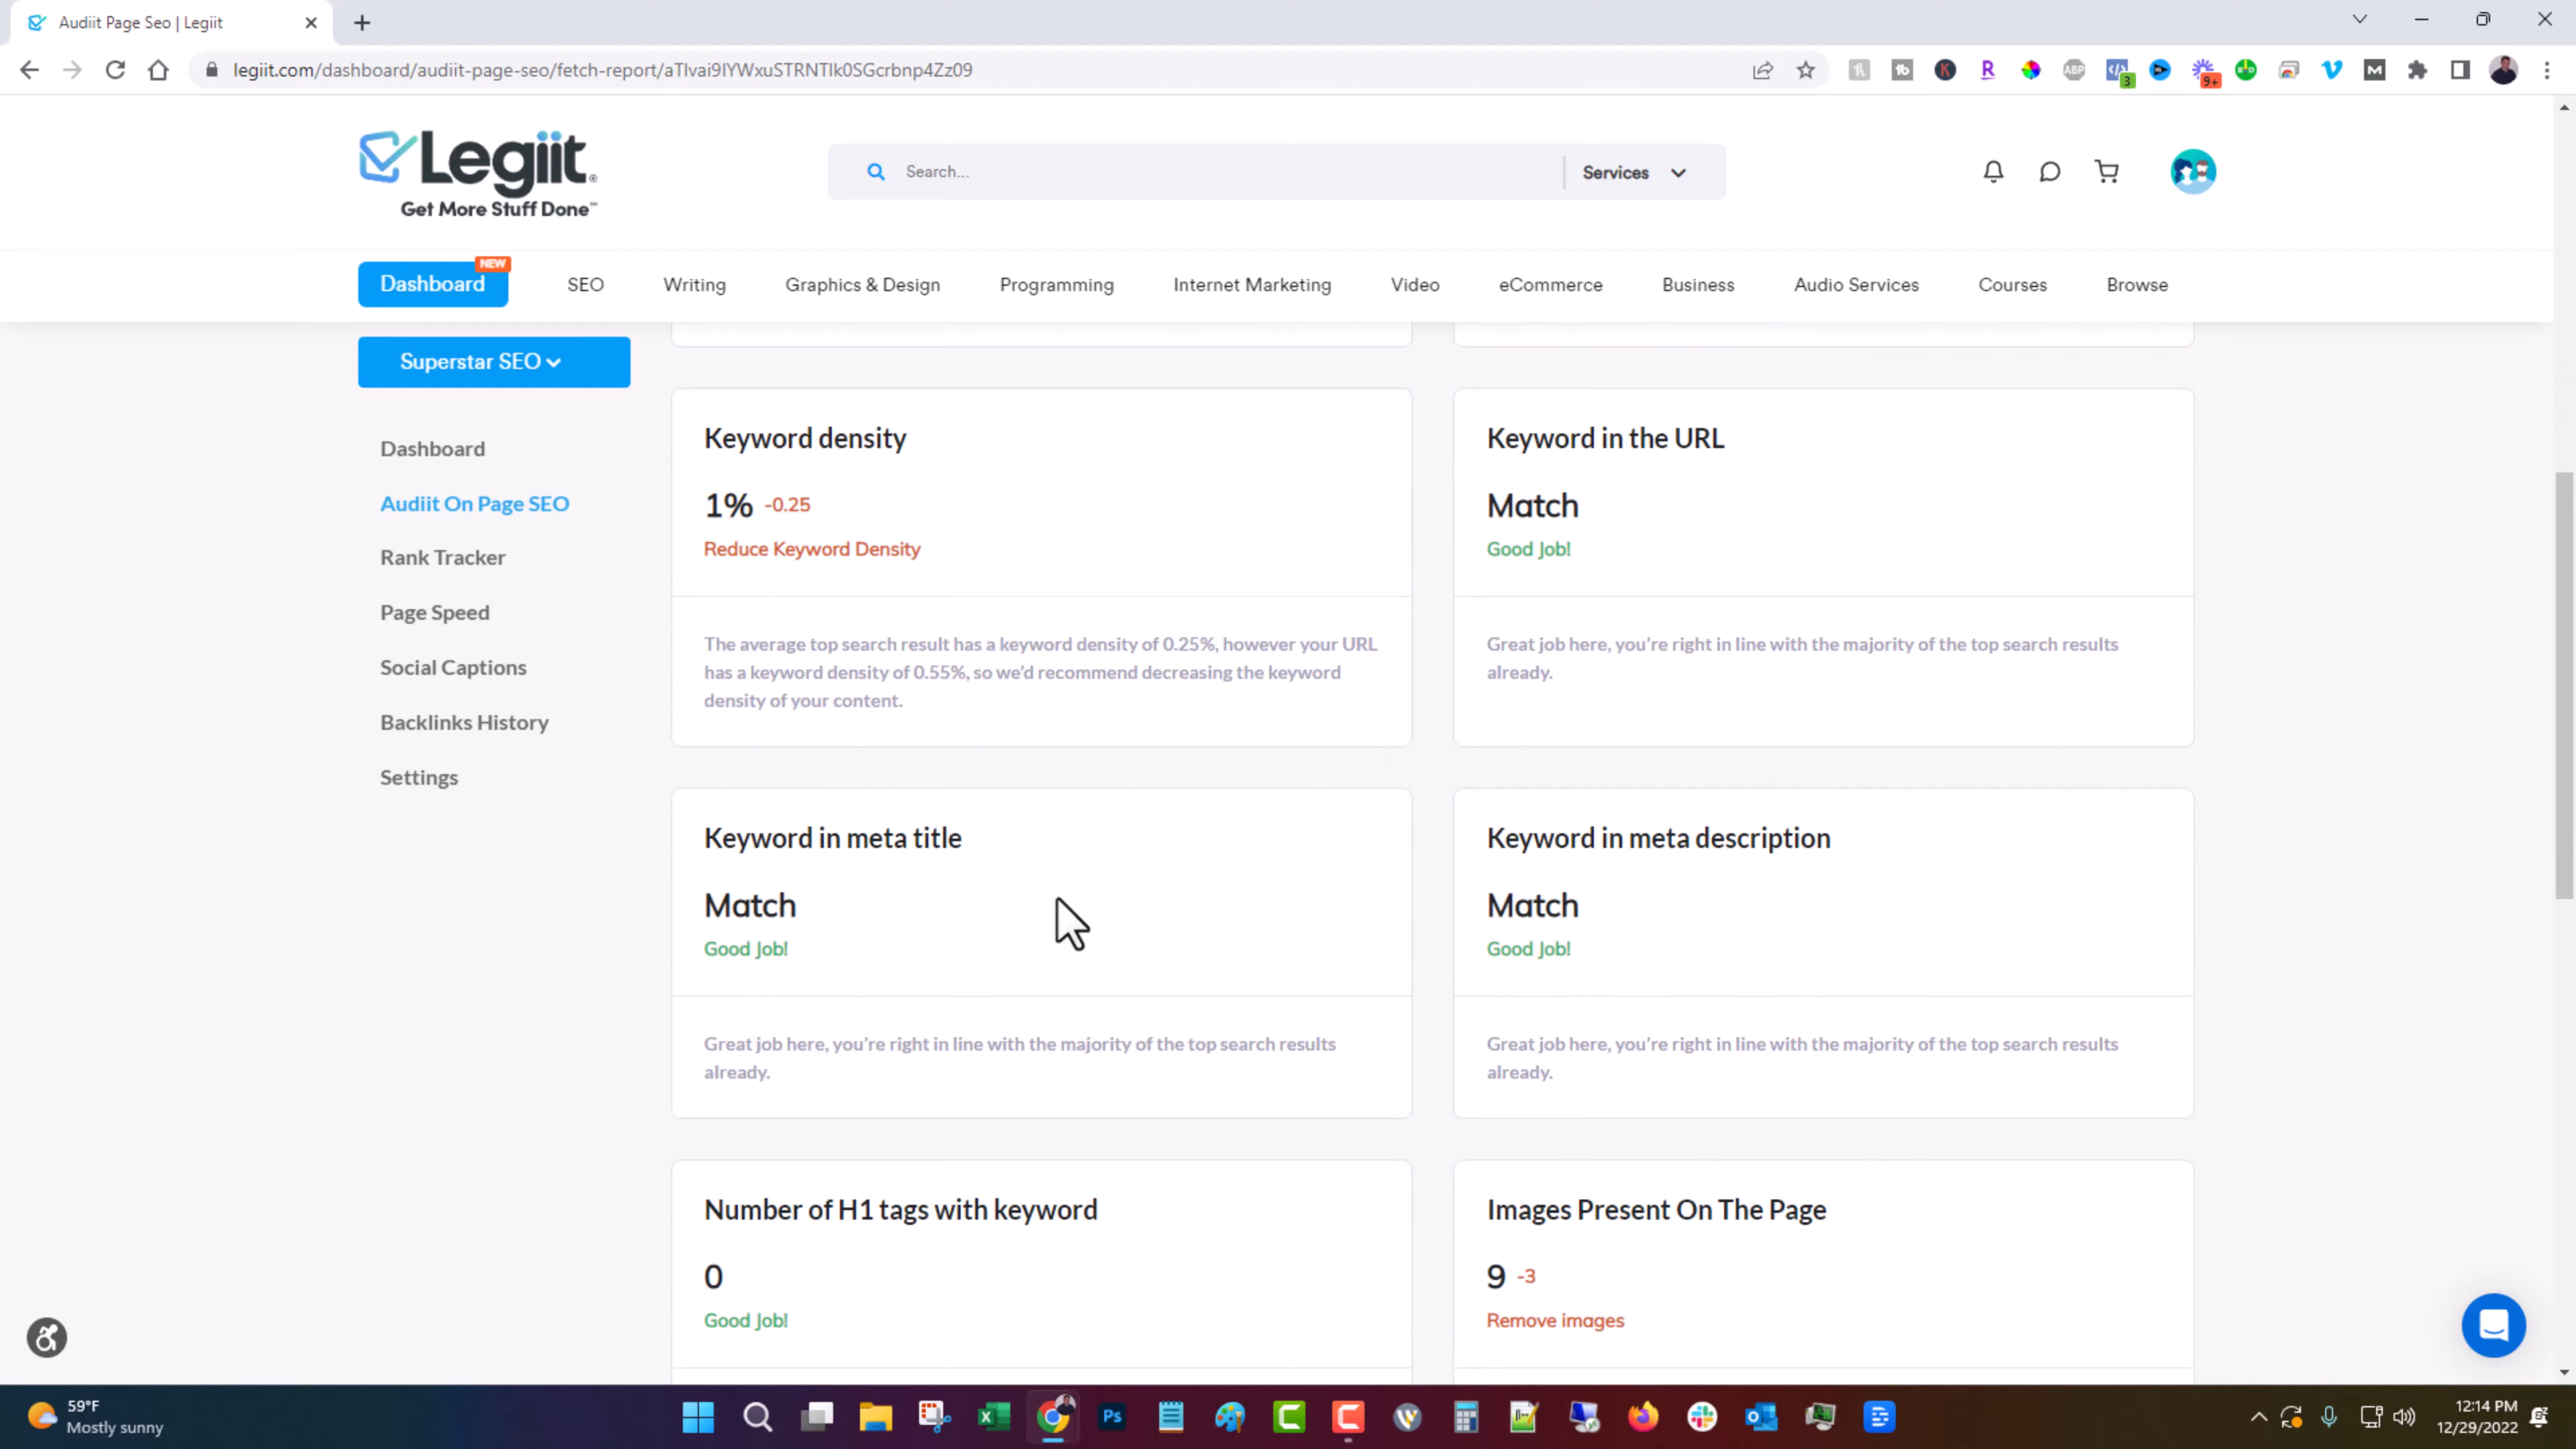 Audiit Page Seo | Legiit
legiit.com/dashboard/audiit-page-seo/fetch-report/aTlvai9IYWxuSTRNTlk0SGcrbnp4Zz09
ABP
3
9+
Legiit®
Get More Stuff Done™
Search...
Services
Dashboard
NEW
SEO
Writing
Graphics & Design
Programming
Internet Marketing
Video
eCommerce
Business
Audio Services
Courses
Browse
Superstar SEO
Dashboard
Audiit On Page SEO
Rank Tracker
Page Speed
Social Captions
Backlinks History
Settings
Keyword density
1% -0.25
Reduce Keyword Density
The average top search result has a keyword density of 0.25%, however your URL
has a keyword density of 0.55%, so we'd recommend decreasing the keyword
density of your content.
Keyword in the URL
Match
Good Job!
Great job here, you're right in line with the majority of the top search results
already.
Keyword in meta title
Match
Good Job!
Great job here, you're right in line with the majority of the top search results
already.
Keyword in meta description
Match
Good Job!
Great job here, you're right in line with the majority of the top search results
already.
Number of H1 tags with keyword
0
Good Job!
Images Present On The Page
9 -3
Remove images
59°F
Mostly sunny
Ps
12:14 PM
12/29/2022